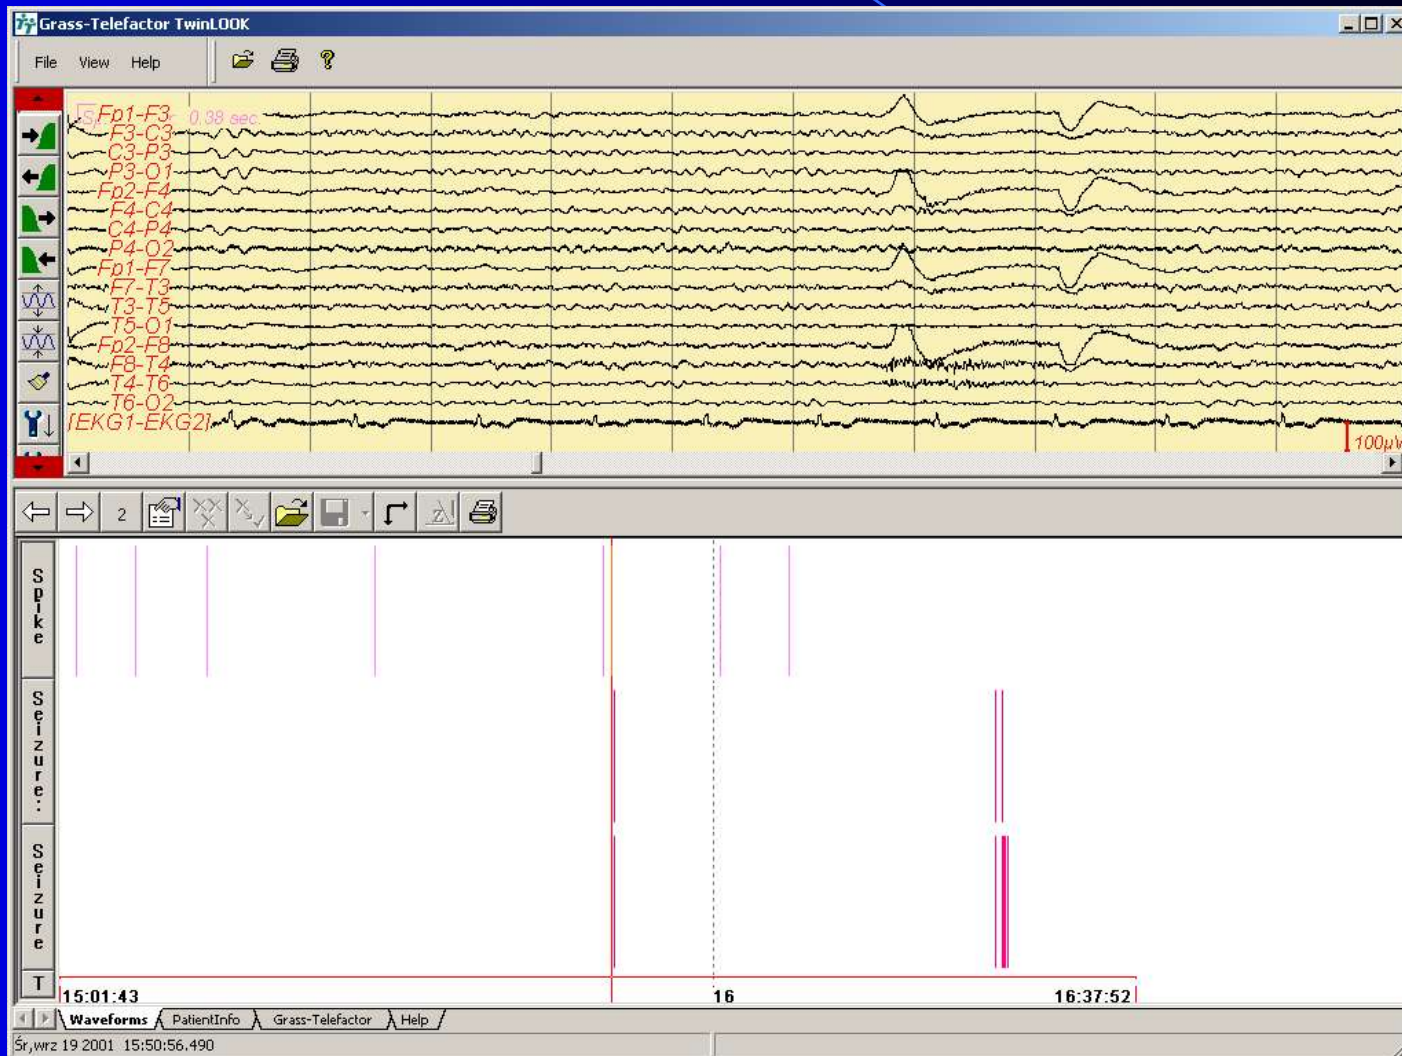 Grass-Telefactor TwinLOOK
File View Help
Fp1-F3 0.38 sec.
F3-C3
C3-P3
P3-O1
Fp2-F4
F4-C4
C4-P4
P4-O2
Fp1-F7
F7-T3
T3-T5
T5-O1
Fp2-F8
F8-T4
T4-T6
T6-O2
[EKG1-EKG2]
100µV
2
Spike
Seizure:
Seizure
T
15:01:43 16 16:37:52
Waveforms PatientInfo Grass-Telefactor Help
Śr,wrz 19 2001 15:50:56.490